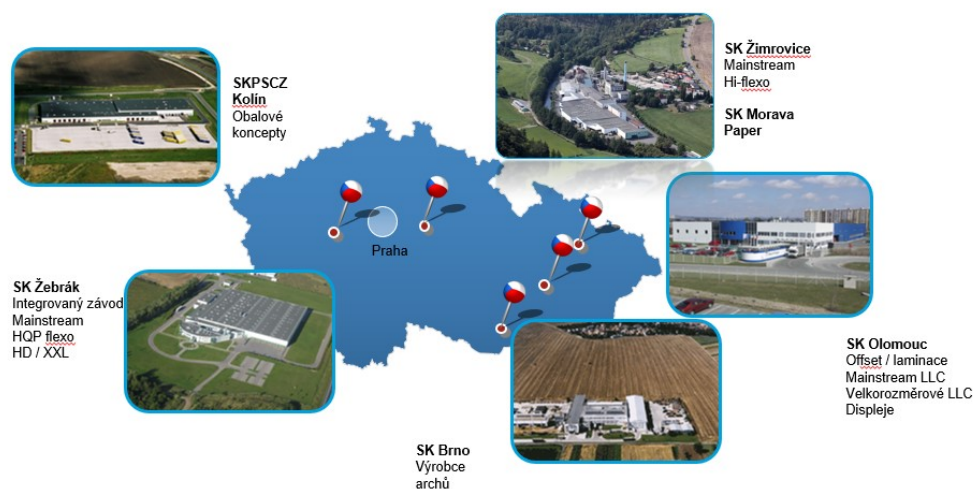 SKPSCZ
Kolín
Obalové
koncepty
SK Žimrovice
Mainstream
Hi-flexo
SK Morava
Paper
Praha
SK Žebrák
Integrovaný závod
Mainstream
HQP flexo
HD / XXL
SK Olomouc
Offset / laminace
Mainstream LLC
Velkorozměrové LLC
Displeje
SK Brno
Výrobce
archů